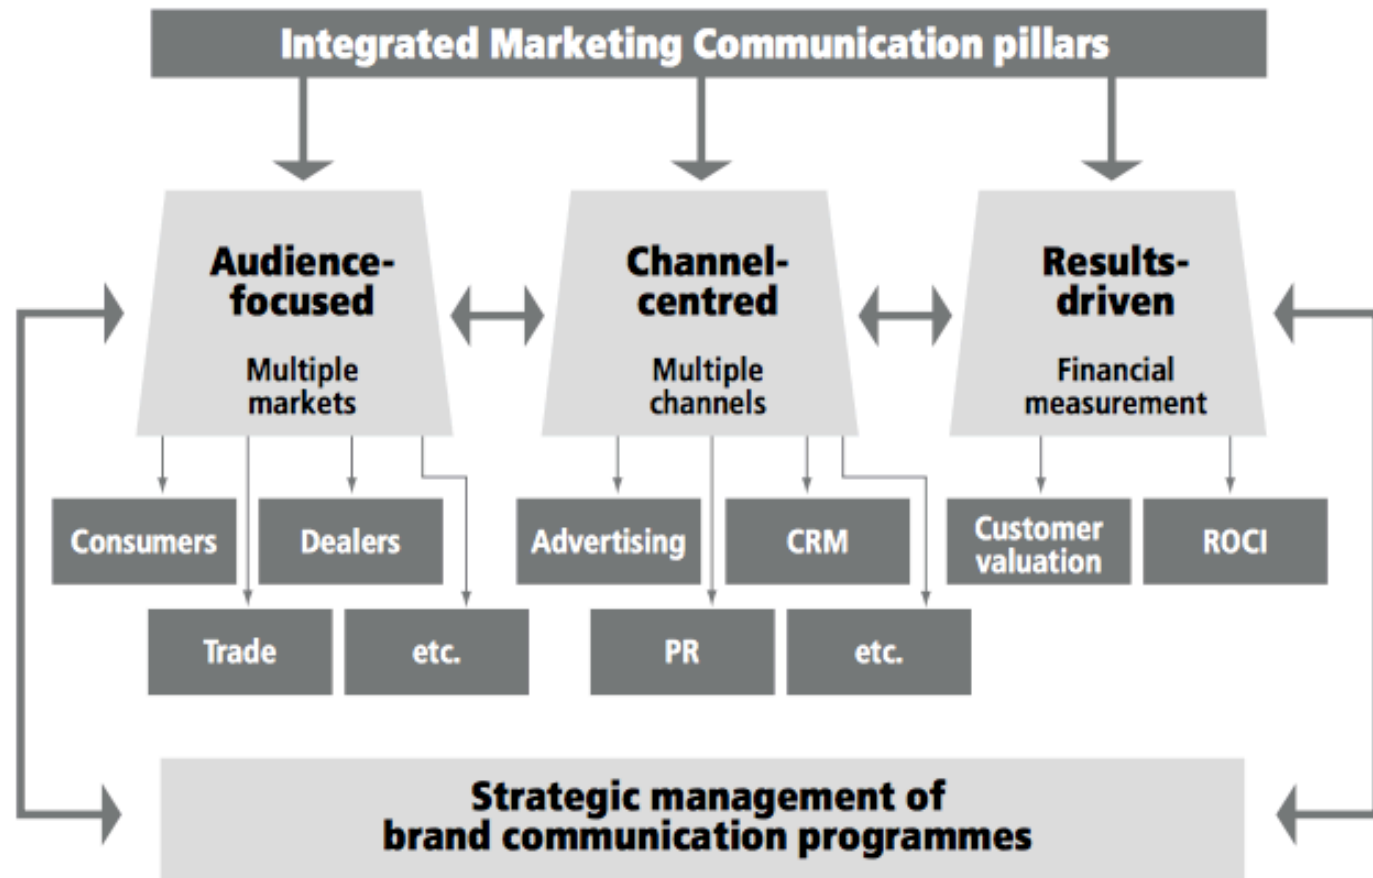 Integrated Marketing Communication pillars
Audience-
focused
Multiple
markets
Channel-
centred
Multiple
channels
Results-
driven
Financial
measurement
Consumers
Dealers
Trade
etc.
Advertising
CRM
PR
etc.
Customer
valuation
ROCI
Strategic management of
brand communication programmes